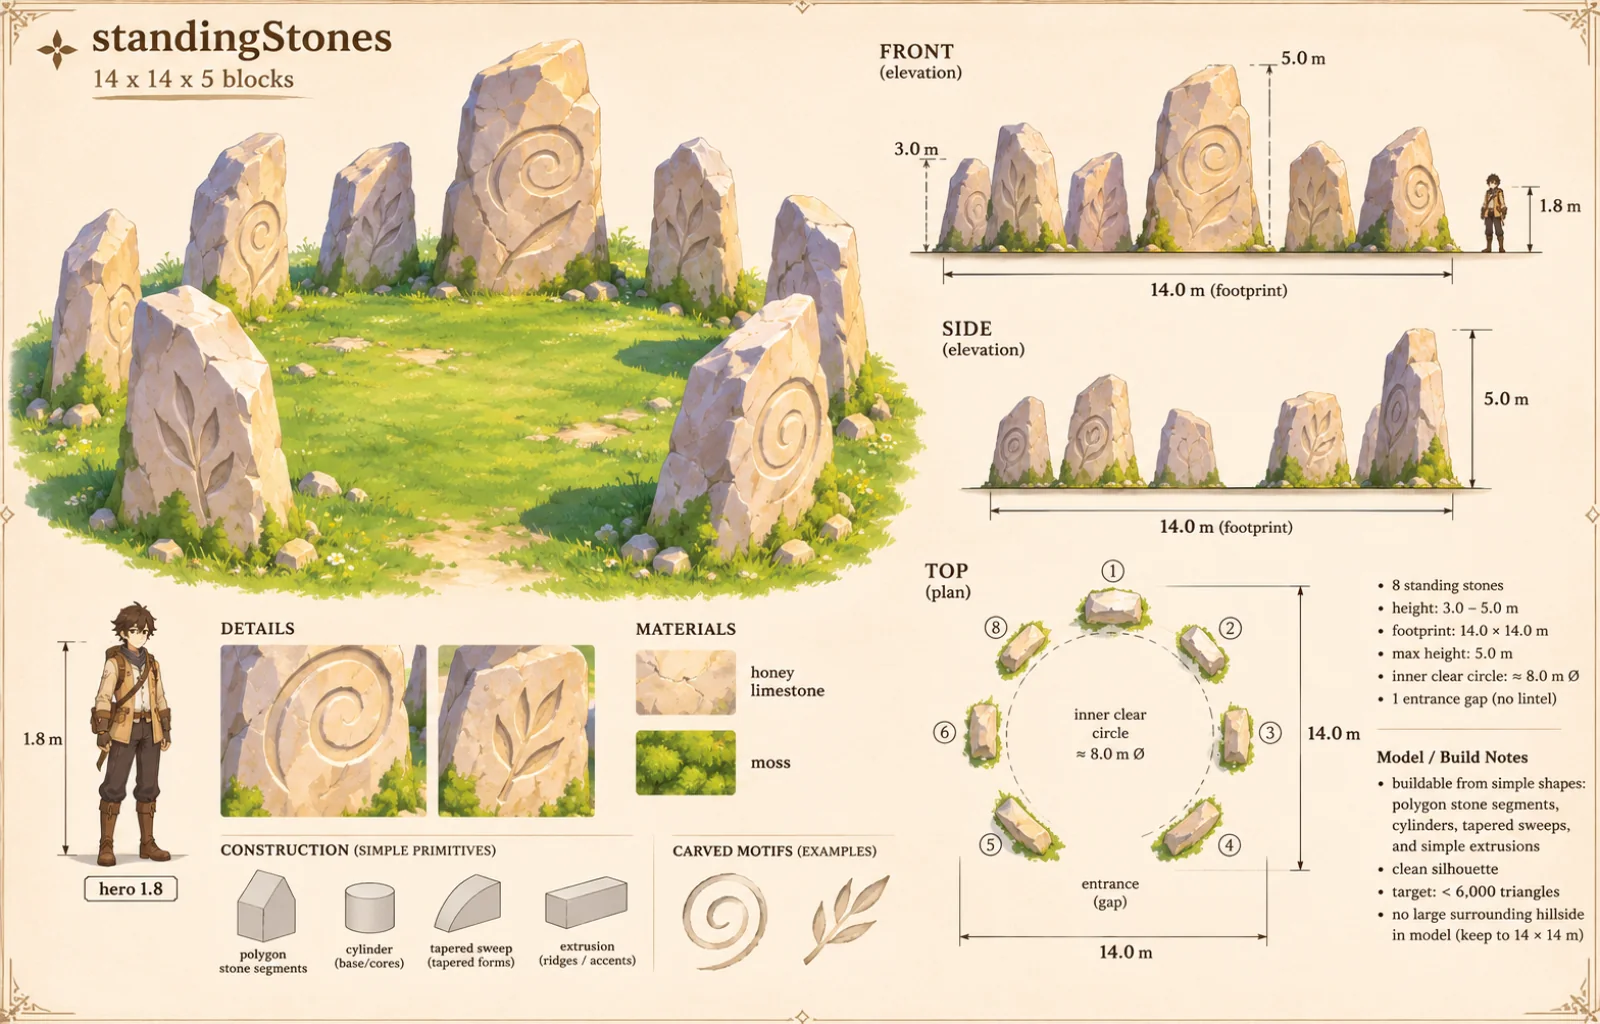 standingStones
14 x 14 x 5 blocks
FRONT
(elevation)
5.0 m
3.0 m
1.8 m
14.0 m (footprint)
SIDE
(elevation)
5.0 m
14.0 m (footprint)
TOP
(plan)
1
8
2
6
3
5
4
inner clear
circle
≈ 8.0 m Ø
14.0 m
entrance
(gap)
14.0 m
• 8 standing stones
• height: 3.0 – 5.0 m
• footprint: 14.0 × 14.0 m
• max height: 5.0 m
• inner clear circle: ≈ 8.0 m Ø
• 1 entrance gap (no lintel)
Model / Build Notes
• buildable from simple shapes:
polygon stone segments,
cylinders, tapered sweeps,
and simple extrusions
• clean silhouette
• target: < 6,000 triangles
• no large surrounding hillside
in model (keep to 14 × 14 m)
1.8 m
hero 1.8
DETAILS
MATERIALS
honey
limestone
moss
CONSTRUCTION (SIMPLE PRIMITIVES)
polygon
stone segments
cylinder
(base/cores)
tapered sweep
(tapered forms)
extrusion
(ridges / accents)
CARVED MOTIFS (EXAMPLES)